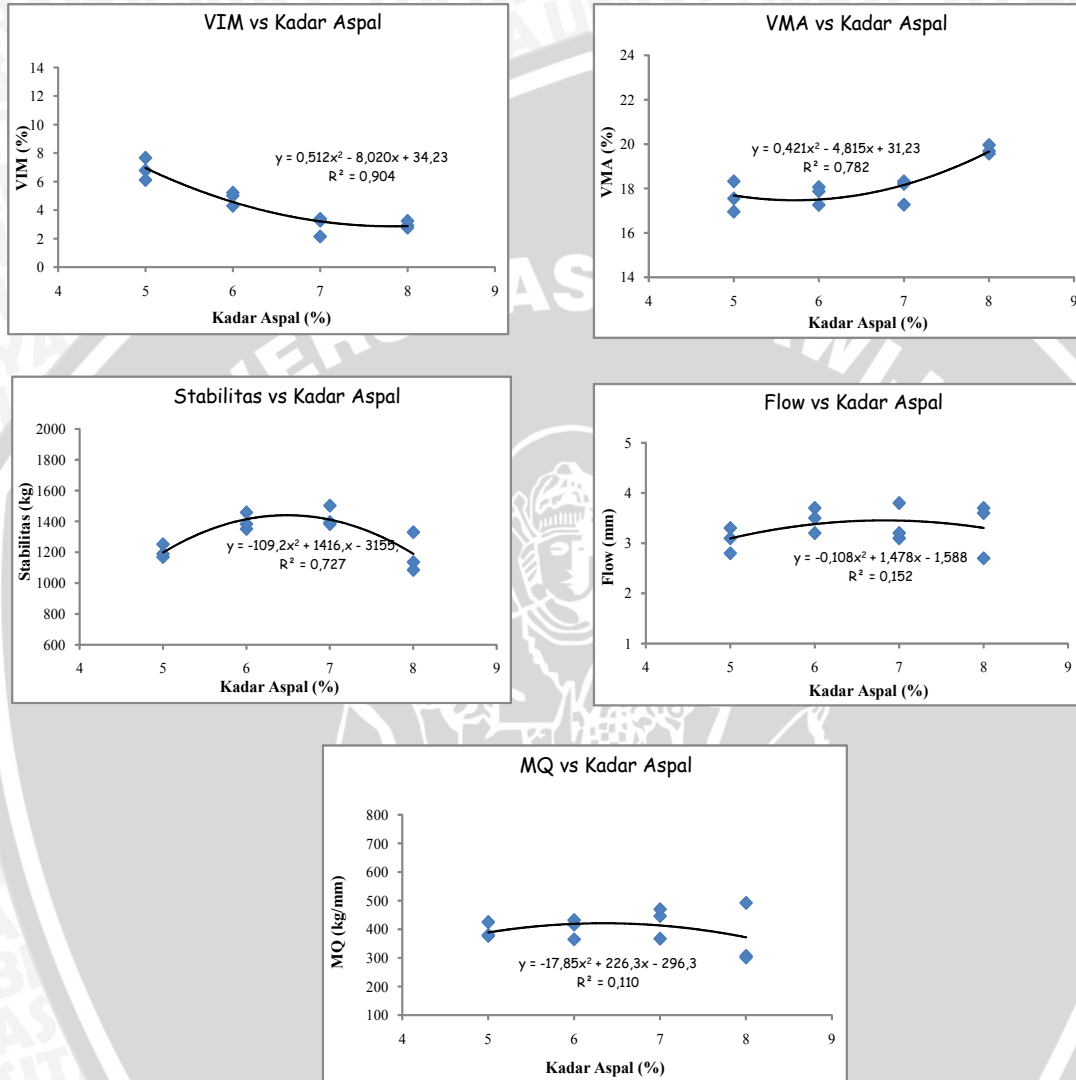 VIM vs Kadar Aspal
14
12
10
8
6
4
2
0
VIM (%)
y = 0,512x² - 8,020x + 34,23
R² = 0,904
4 5 6 7 8 9
Kadar Aspal (%)
VMA vs Kadar Aspal
24
22
20
18
16
14
VMA (%)
y = 0,421x² - 4,815x + 31,23
R² = 0,782
4 5 6 7 8 9
Kadar Aspal (%)
Stabilitas vs Kadar Aspal
2000
1800
1600
1400
1200
1000
800
600
Stabilitas (kg)
y = -109,2x² + 1416,x - 3155,
R² = 0,727
4 5 6 7 8 9
Kadar Aspal (%)
Flow vs Kadar Aspal
5
4
3
2
1
Flow (mm)
y = -0,108x² + 1,478x - 1,588
R² = 0,152
4 5 6 7 8 9
Kadar Aspal (%)
MQ vs Kadar Aspal
800
700
600
500
400
300
200
100
MQ (kg/mm)
y = -17,85x² + 226,3x - 296,3
R² = 0,110
4 5 6 7 8 9
Kadar Aspal (%)